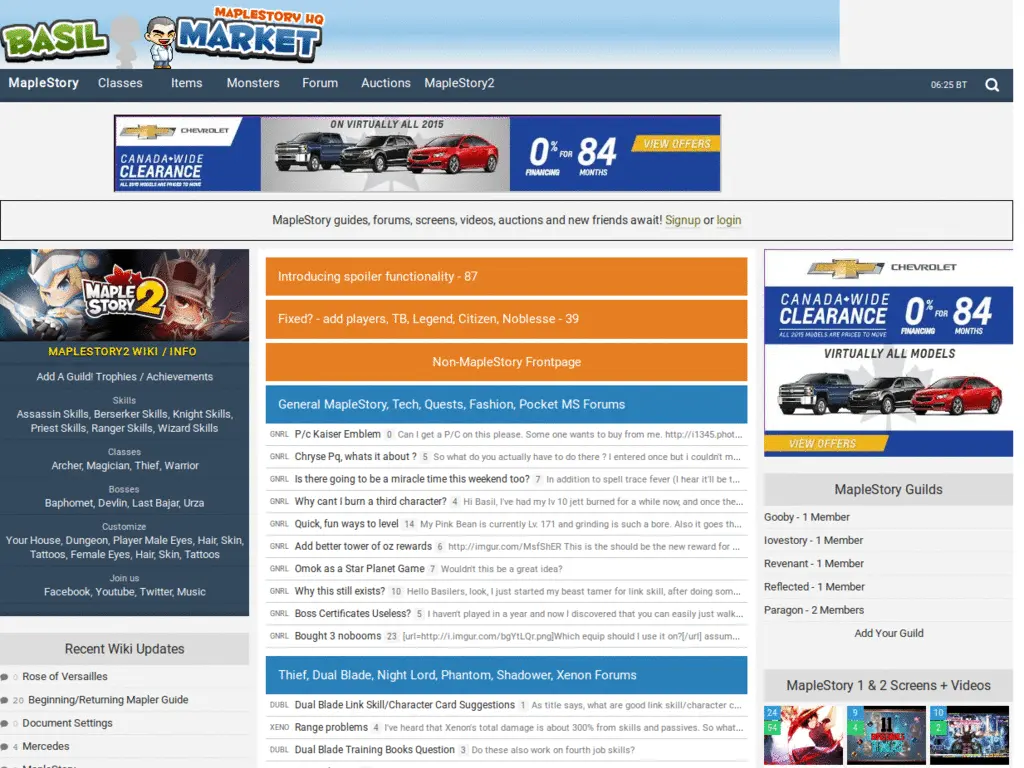 MAPLESTORY HQ
BASIL MARKET
MapleStory Classes Items Monsters Forum Auctions MapleStory2 06:25 BT
CHEVROLET
CANADA WIDE
CLEARANCE
ALL 2015 MODELS ARE PRICED TO MOVE
ON VIRTUALLY ALL 2015
0% FOR 84
FINANCING MONTHS
VIEW OFFERS
MapleStory guides, forums, screens, videos, auctions and new friends await! Signup or login
MAPLE STORY 2
MAPLESTORY2 WIKI / INFO
Add A Guild! Trophies / Achievements
Skills
Assassin Skills, Berserker Skills, Knight Skills,
Priest Skills, Ranger Skills, Wizard Skills
Classes
Archer, Magician, Thief, Warrior
Bosses
Baphomet, Devlin, Last Bajar, Urza
Customize
Your House, Dungeon, Player Male Eyes, Hair, Skin,
Tattoos, Female Eyes, Hair, Skin, Tattoos
Join us
Facebook, Youtube, Twitter, Music
Recent Wiki Updates
0 Rose of Versailles
20 Beginning/Returning Mapler Guide
0 Document Settings
4 Mercedes
Introducing spoiler functionality - 87
Fixed? - add players, TB, Legend, Citizen, Noblesse - 39
Non-MapleStory Frontpage
General MapleStory, Tech, Quests, Fashion, Pocket MS Forums
GNRL P/c Kaiser Emblem 0 Can I get a P/C on this please. Some one wants to buy from me. http://i1345.phot...
GNRL Chryse Pq, whats it about ? 5 So what do you actually have to do there ? I entered once but i couldn't m...
GNRL Is there going to be a miracle time this weekend too? 7 In addition to spell trace fever (I hear it'll be t...
GNRL Why cant I burn a third character? 4 Hi Basil, I've had my lv 10 jett burned for a while now, and once the...
GNRL Quick, fun ways to level 14 My Pink Bean is currently Lv. 171 and grinding is such a bore. Also it goes th...
GNRL Add better tower of oz rewards 6 http://imgur.com/MsfShER This is the should be the new reward for ...
GNRL Omok as a Star Planet Game 7 Wouldn't this be a great idea?
GNRL Why this still exists? 10 Hello Basilers, look, I just started my beast tamer for link skill, after doing som...
GNRL Boss Certificates Useless? 5 I haven't played in a year and now I discovered that you can easily just walk...
GNRL Bought 3 nobooms 23 [url=http://i.imgur.com/bgYtLQr.png]Which equip should I use it on?[/url] assum...
Thief, Dual Blade, Night Lord, Phantom, Shadower, Xenon Forums
DUBL Dual Blade Link Skill/Character Card Suggestions 1 As title says, what are good link skill/character c...
XENO Range problems 4 I've heard that Xenon's total damage is about 300% from skills and passives. So what...
DUBL Dual Blade Training Books Question 3 Do these also work on fourth job skills?
CHEVROLET
CANADA WIDE
CLEARANCE
ALL 2015 MODELS ARE PRICED TO MOVE
0% FOR 84
FINANCING MONTHS
VIRTUALLY ALL MODELS
VIEW OFFERS
MapleStory Guilds
Gooby - 1 Member
lovestory - 1 Member
Revenant - 1 Member
Reflected - 1 Member
Paragon - 2 Members
Add Your Guild
MapleStory 1 & 2 Screens + Videos
24 9 10
54 4 2
11